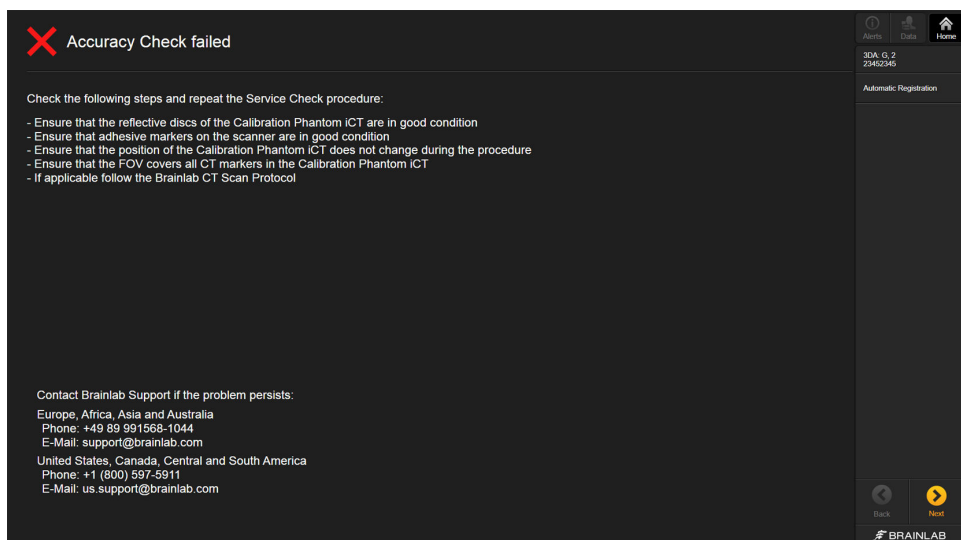 Accuracy Check failed
Check the following steps and repeat the Service Check procedure:
- Ensure that the reflective discs of the Calibration Phantom iCT are in good condition
- Ensure that adhesive markers on the scanner are in good condition
- Ensure that the position of the Calibration Phantom iCT does not change during the procedure
- Ensure that the FOV covers all CT markers in the Calibration Phantom iCT
- If applicable follow the Brainlab CT Scan Protocol
Contact Brainlab Support if the problem persists:
Europe, Africa, Asia and Australia
Phone: +49 89 991568-1044
E-Mail: support@brainlab.com
United States, Canada, Central and South America
Phone: +1 (800) 597-5911
E-Mail: us.support@brainlab.com
Alerts Data Home
3DA: G, 2
23452345
Automatic Registration
Back Next
BRAINLAB